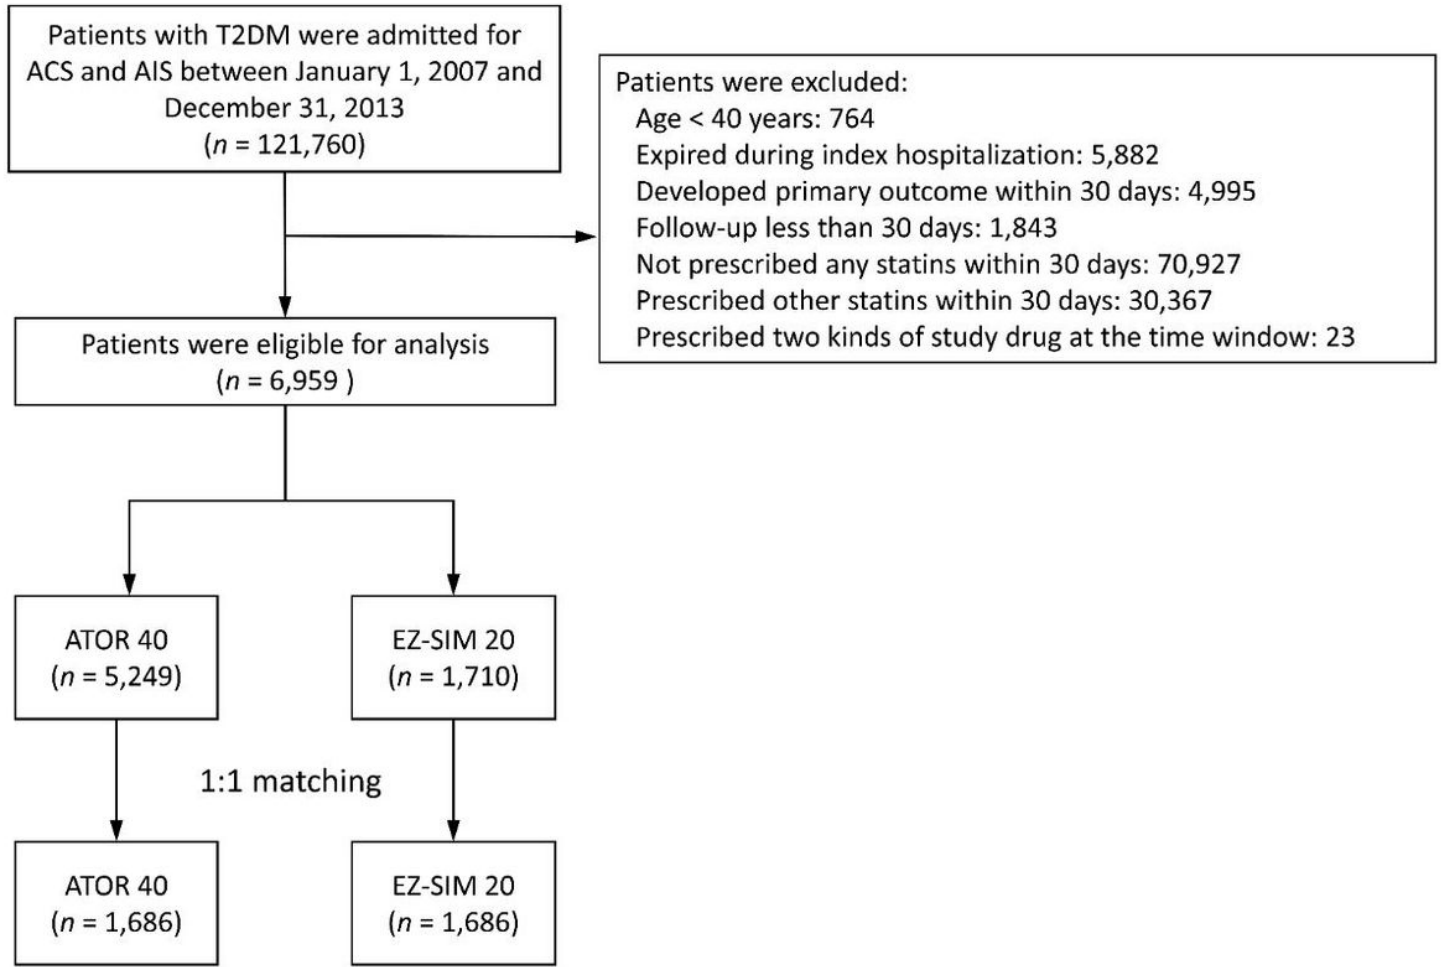 Patients with T2DM were admitted for
ACS and AIS between January 1, 2007 and
December 31, 2013
(n = 121,760)
Patients were excluded:
Age < 40 years: 764
Expired during index hospitalization: 5,882
Developed primary outcome within 30 days: 4,995
Follow-up less than 30 days: 1,843
Not prescribed any statins within 30 days: 70,927
Prescribed other statins within 30 days: 30,367
Prescribed two kinds of study drug at the time window: 23
Patients were eligible for analysis
(n = 6,959 )
ATOR 40
(n = 5,249)
EZ-SIM 20
(n = 1,710)
1:1 matching
ATOR 40
(n = 1,686)
EZ-SIM 20
(n = 1,686)